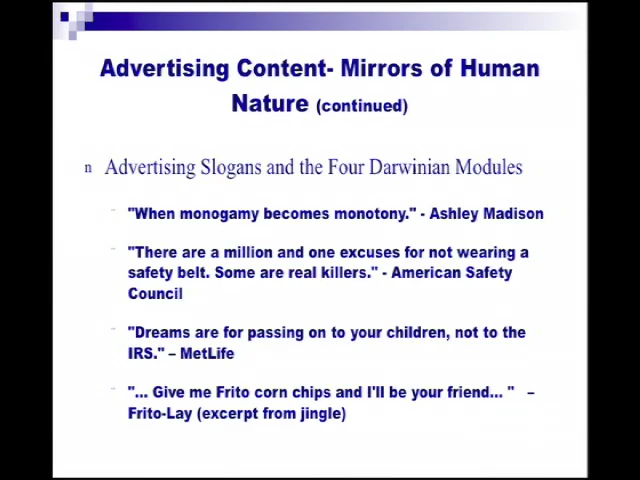 Advertising Content- Mirrors of Human
Nature (continued)
n Advertising Slogans and the Four Darwinian Modules
"When monogamy becomes monotony." - Ashley Madison
"There are a million and one excuses for not wearing a
safety belt. Some are real killers." - American Safety
Council
"Dreams are for passing on to your children, not to the
IRS." – MetLife
"... Give me Frito corn chips and I'll be your friend... " –
Frito-Lay (excerpt from jingle)